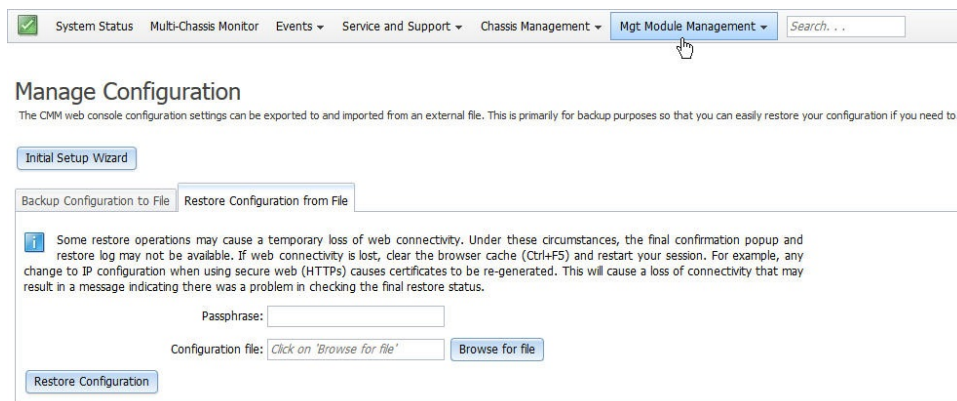 System Status Multi-Chassis Monitor Events Service and Support Chassis Management Mgt Module Management Search. . .
Manage Configuration
The CMM web console configuration settings can be exported to and imported from an external file. This is primarily for backup purposes so that you can easily restore your configuration if you need to
Initial Setup Wizard
Backup Configuration to File Restore Configuration from File
i Some restore operations may cause a temporary loss of web connectivity. Under these circumstances, the final confirmation popup and
restore log may not be available. If web connectivity is lost, clear the browser cache (Ctrl+F5) and restart your session. For example, any
change to IP configuration when using secure web (HTTPs) causes certificates to be re-generated. This will cause a loss of connectivity that may
result in a message indicating there was a problem in checking the final restore status.
Passphrase:
Configuration file: Click on 'Browse for file' Browse for file
Restore Configuration